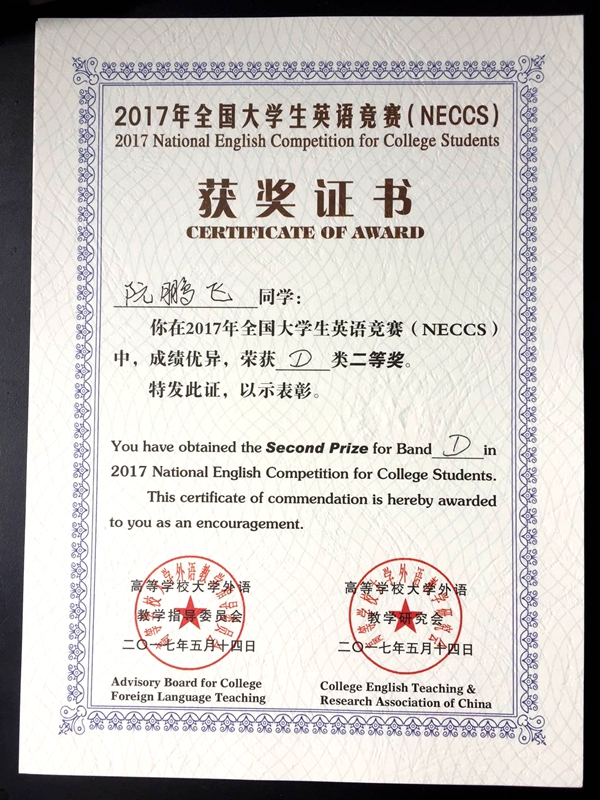 2017年全国大学生英语竞赛(NECCS)
2017 National English Competition for College Students
获奖证书
CERTIFICATE OF AWARD
阮鹏飞 同学:
你在2017年全国大学生英语竞赛(NECCS)
中，成绩优异，荣获 D 类二等奖。
特发此证，以示表彰。
You have obtained the Second Prize for Band D in
2017 National English Competition for College Students.
This certificate of commendation is hereby awarded
to you as an encouragement.
高等学校大学外语
教学指导委员会
二〇一七年五月十四日
Advisory Board for College
Foreign Language Teaching
高等学校大学外语
教学研究会
二〇一七年五月十四日
College English Teaching &
Research Association of China